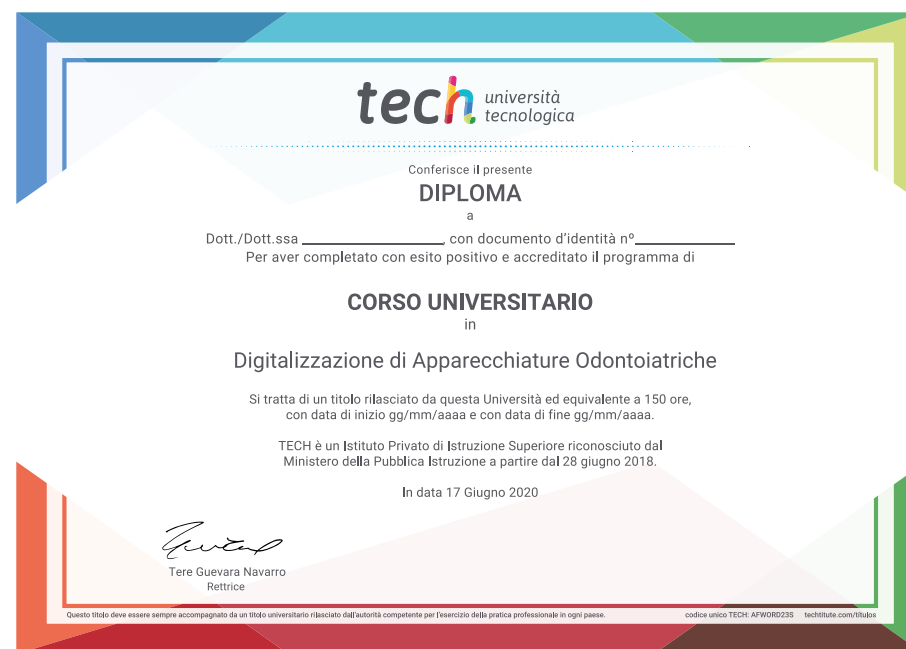 tech università
tecnologica
Conferisce il presente
DIPLOMA
a
Dott./Dott.ssa ________________, con documento d'identità nº____________
Per aver completato con esito positivo e accreditato il programma di
CORSO UNIVERSITARIO
in
Digitalizzazione di Apparecchiature Odontoiatriche
Si tratta di un titolo rilasciato da questa Università ed equivalente a 150 ore,
con data di inizio gg/mm/aaaa e con data di fine gg/mm/aaaa.
TECH è un Istituto Privato di Istruzione Superiore riconosciuto dal
Ministero della Pubblica Istruzione a partire dal 28 giugno 2018.
In data 17 Giugno 2020
Tere Guevara Navarro
Rettrice
Questo titolo deve essere sempre accompagnato da un titolo universitario rilasciato dall'autorità competente per l'esercizio della pratica professionale in ogni paese. codice unico TECH: AFWORD23S techtitute.com/titulos